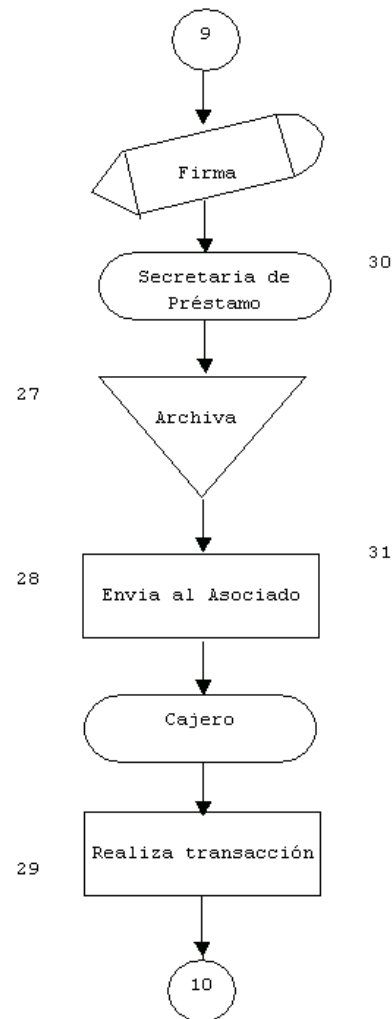 9
Firma
30
Secretaria de
Préstamo
27
Archiva
31
28
Envia al Asociado
Cajero
29
Realiza transacción
10